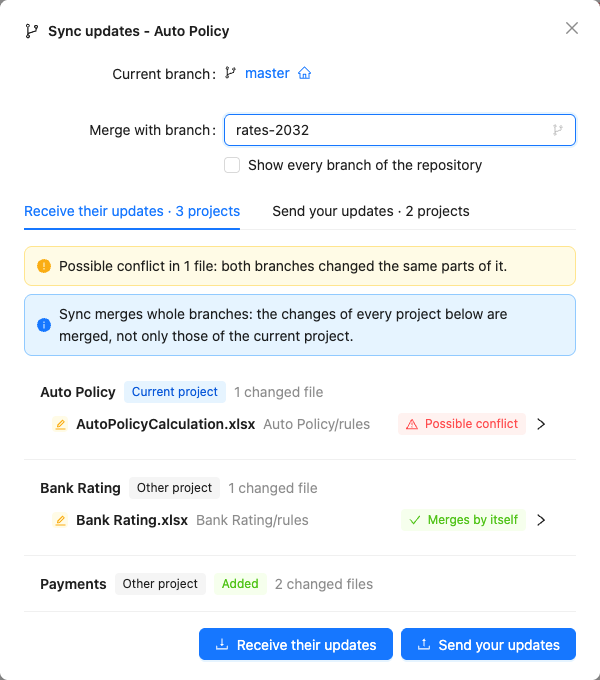 Sync updates - Auto Policy
Current branch: master
Merge with branch: rates-2032
Show every branch of the repository
Receive their updates · 3 projects Send your updates · 2 projects
Possible conflict in 1 file: both branches changed the same parts of it.
Sync merges whole branches: the changes of every project below are
merged, not only those of the current project.
Auto Policy Current project 1 changed file
AutoPolicyCalculation.xlsx Auto Policy/rules Possible conflict
Bank Rating Other project 1 changed file
Bank Rating.xlsx Bank Rating/rules Merges by itself
Payments Other project Added 2 changed files
Receive their updates Send your updates